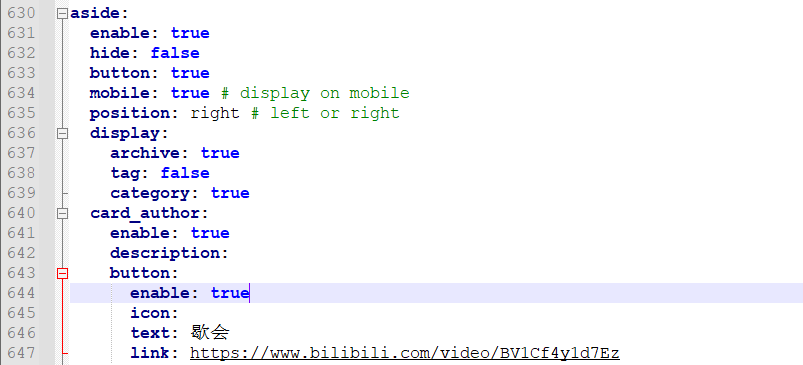 630 aside:
631   enable: true
632   hide: false
633   button: true
634   mobile: true # display on mobile
635   position: right # left or right
636   display:
637     archive: true
638     tag: false
639     category: true
640   card_author:
641     enable: true
642     description:
643     button:
644       enable: true
645       icon:
646       text: 歇会
647       link: https://www.bilibili.com/video/BV1Cf4y1d7Ez